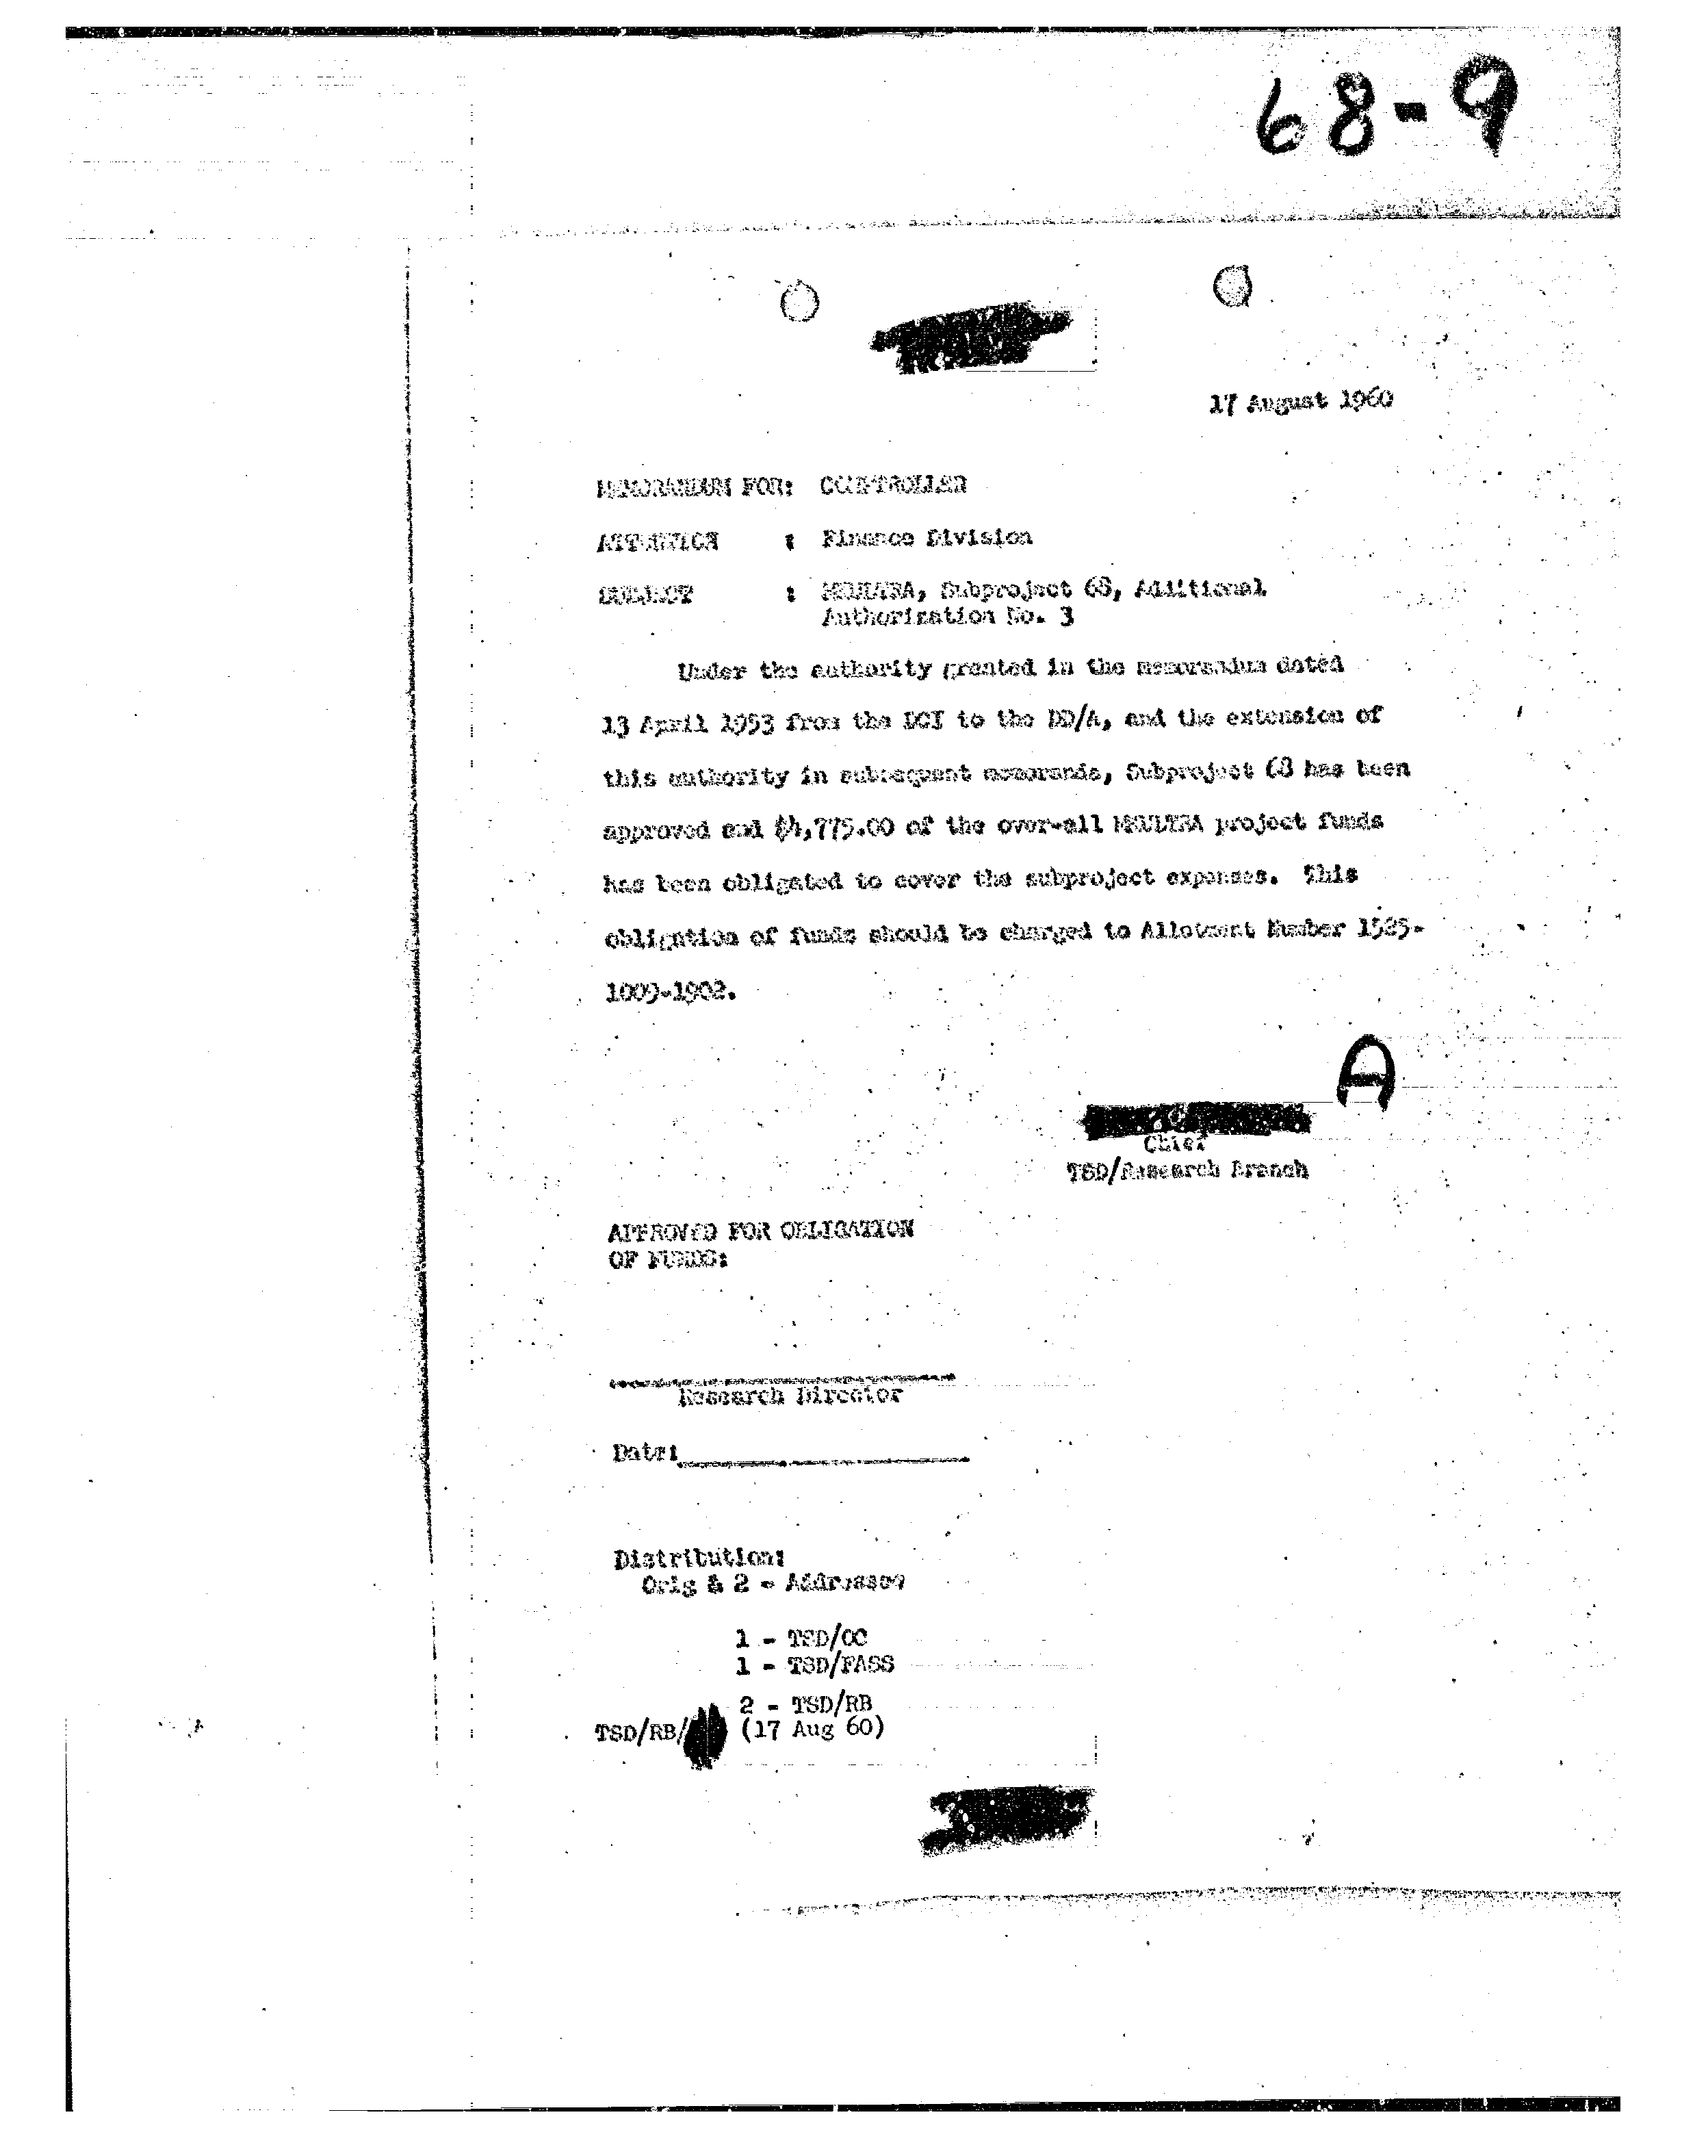 68-9
17 August 1960
MEMORANDUM FOR: COMPTROLLER
ATTENTION : Finance Division
SUBJECT : MKULTRA, Subproject 68, Additional
Authorization No. 3
Under the authority granted in the memorandum dated
13 April 1953 from the DCI to the DD/A, and the extension of
this authority in subsequent memoranda, Subproject 68 has been
approved and $4,775.00 of the over-all MKULTRA project funds
has been obligated to cover the subproject expenses. This
obligation of funds should be charged to Allotment Number 1525-
1009-1902.
A
Chief
TSD/Research Branch
APPROVED FOR OBLIGATION
OF FUNDS:
Research Director
Date:
Distribution:
Orig & 2 - Addressee
1 - TSD/OC
1 - TSD/FASS
2 - TSD/RB
TSD/RB/ (17 Aug 60)